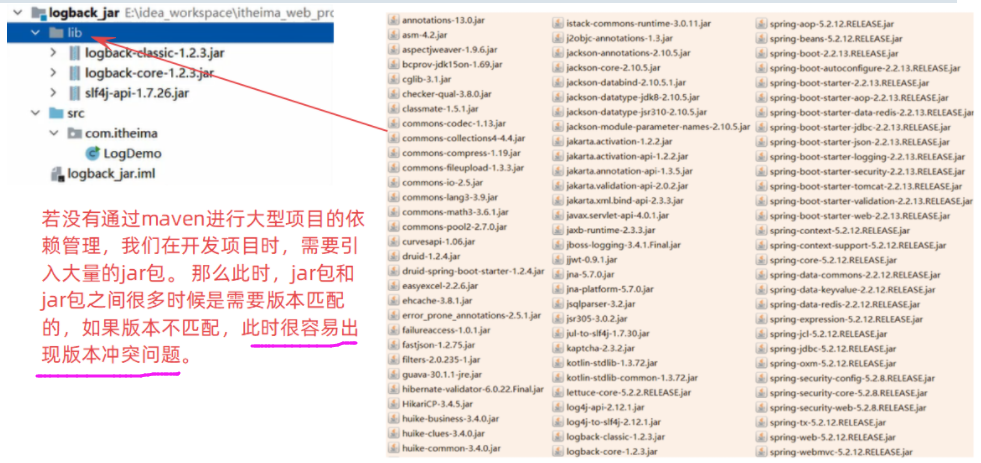 logback_jar E:\idea_workspace\itheima_web_pro
lib
logback-classic-1.2.3.jar
logback-core-1.2.3.jar
slf4j-api-1.7.26.jar
src
com.itheima
LogDemo
logback_jar.iml
若没有通过maven进行大型项目的依
赖管理，我们在开发项目时，需要引
入大量的jar包。 那么此时，jar包和
jar包之间很多时候是需要版本匹配
的，如果版本不匹配，此时很容易出
现版本冲突问题。
annotations-13.0.jar
asm-4.2.jar
aspectjweaver-1.9.6.jar
bcprov-jdk15on-1.69.jar
cglib-3.1.jar
checker-qual-3.8.0.jar
classmate-1.5.1.jar
commons-codec-1.13.jar
commons-collections4-4.4.jar
commons-compress-1.19.jar
commons-fileupload-1.3.3.jar
commons-io-2.5.jar
commons-lang3-3.9.jar
commons-math3-3.6.1.jar
commons-pool2-2.7.0.jar
curvesapi-1.06.jar
druid-1.2.4.jar
druid-spring-boot-starter-1.2.4.jar
easyexcel-2.2.6.jar
ehcache-3.8.1.jar
error_prone_annotations-2.5.1.jar
failureaccess-1.0.1.jar
fastjson-1.2.75.jar
filters-2.0.235-1.jar
guava-30.1.1-jre.jar
hibernate-validator-6.0.22.Final.jar
HikariCP-3.4.5.jar
huike-business-3.4.0.jar
huike-clues-3.4.0.jar
huike-common-3.4.0.jar
istack-commons-runtime-3.0.11.jar
j2objc-annotations-1.3.jar
jackson-annotations-2.10.5.jar
jackson-core-2.10.5.jar
jackson-databind-2.10.5.1.jar
jackson-datatype-jdk8-2.10.5.jar
jackson-datatype-jsr310-2.10.5.jar
jackson-module-parameter-names-2.10.5.jar
jakarta.activation-1.2.2.jar
jakarta.activation-api-1.2.2.jar
jakarta.annotation-api-1.3.5.jar
jakarta.validation-api-2.0.2.jar
jakarta.xml.bind-api-2.3.3.jar
javax.servlet-api-4.0.1.jar
jaxb-runtime-2.3.3.jar
jboss-logging-3.4.1.Final.jar
jjwt-0.9.1.jar
jna-5.7.0.jar
jna-platform-5.7.0.jar
jsqlparser-3.2.jar
jsr305-3.0.2.jar
jul-to-slf4j-1.7.30.jar
kaptcha-2.3.2.jar
kotlin-stdlib-1.3.72.jar
kotlin-stdlib-common-1.3.72.jar
lettuce-core-5.2.2.RELEASE.jar
log4j-api-2.12.1.jar
log4j-to-slf4j-2.12.1.jar
logback-classic-1.2.3.jar
logback-core-1.2.3.jar
spring-aop-5.2.12.RELEASE.jar
spring-beans-5.2.12.RELEASE.jar
spring-boot-2.2.13.RELEASE.jar
spring-boot-autoconfigure-2.2.13.RELEASE.jar
spring-boot-starter-2.2.13.RELEASE.jar
spring-boot-starter-aop-2.2.13.RELEASE.jar
spring-boot-starter-data-redis-2.2.13.RELEASE.jar
spring-boot-starter-jdbc-2.2.13.RELEASE.jar
spring-boot-starter-json-2.2.13.RELEASE.jar
spring-boot-starter-logging-2.2.13.RELEASE.jar
spring-boot-starter-security-2.2.13.RELEASE.jar
spring-boot-starter-tomcat-2.2.13.RELEASE.jar
spring-boot-starter-validation-2.2.13.RELEASE.jar
spring-boot-starter-web-2.2.13.RELEASE.jar
spring-context-5.2.12.RELEASE.jar
spring-context-support-5.2.12.RELEASE.jar
spring-core-5.2.12.RELEASE.jar
spring-data-commons-2.2.12.RELEASE.jar
spring-data-keyvalue-2.2.12.RELEASE.jar
spring-data-redis-2.2.12.RELEASE.jar
spring-expression-5.2.12.RELEASE.jar
spring-jcl-5.2.12.RELEASE.jar
spring-jdbc-5.2.12.RELEASE.jar
spring-oxm-5.2.12.RELEASE.jar
spring-security-config-5.2.8.RELEASE.jar
spring-security-core-5.2.8.RELEASE.jar
spring-security-web-5.2.8.RELEASE.jar
spring-tx-5.2.12.RELEASE.jar
spring-web-5.2.12.RELEASE.jar
spring-webmvc-5.2.12.RELEASE.jar